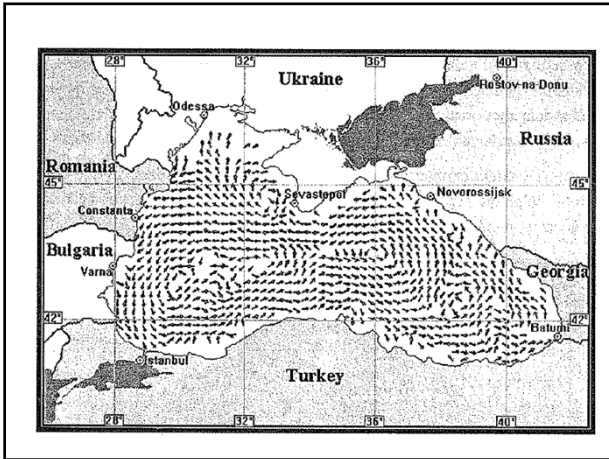 28° 32° 36° 40°
Ukraine
Rostov-na-Donu
Odessa
Russia
Romania
45° 45°
Sevastopol
Novorossijsk
Constanta
Bulgaria
Varna
Georgia
42° 42°
Batumi
Istanbul
Turkey
28° 32° 36° 40°